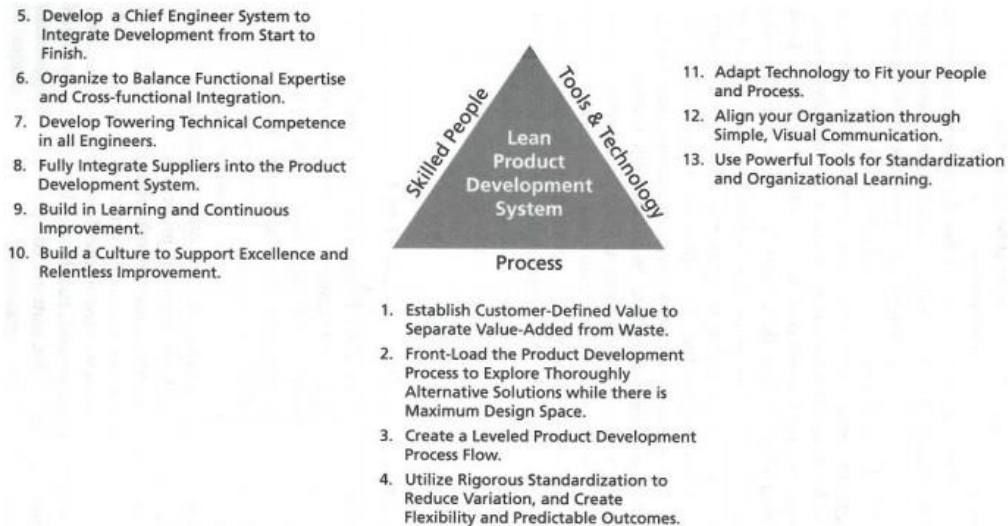 5. Develop a Chief Engineer System to
Integrate Development from Start to
Finish.
6. Organize to Balance Functional Expertise
and Cross-functional Integration.
7. Develop Towering Technical Competence
in all Engineers.
8. Fully Integrate Suppliers into the Product
Development System.
9. Build in Learning and Continuous
Improvement.
10. Build a Culture to Support Excellence and
Relentless Improvement.
Skilled People
Tools & Technology
Lean
Product
Development
System
Process
11. Adapt Technology to Fit your People
and Process.
12. Align your Organization through
Simple, Visual Communication.
13. Use Powerful Tools for Standardization
and Organizational Learning.
1. Establish Customer-Defined Value to
Separate Value-Added from Waste.
2. Front-Load the Product Development
Process to Explore Thoroughly
Alternative Solutions while there is
Maximum Design Space.
3. Create a Leveled Product Development
Process Flow.
4. Utilize Rigorous Standardization to
Reduce Variation, and Create
Flexibility and Predictable Outcomes.